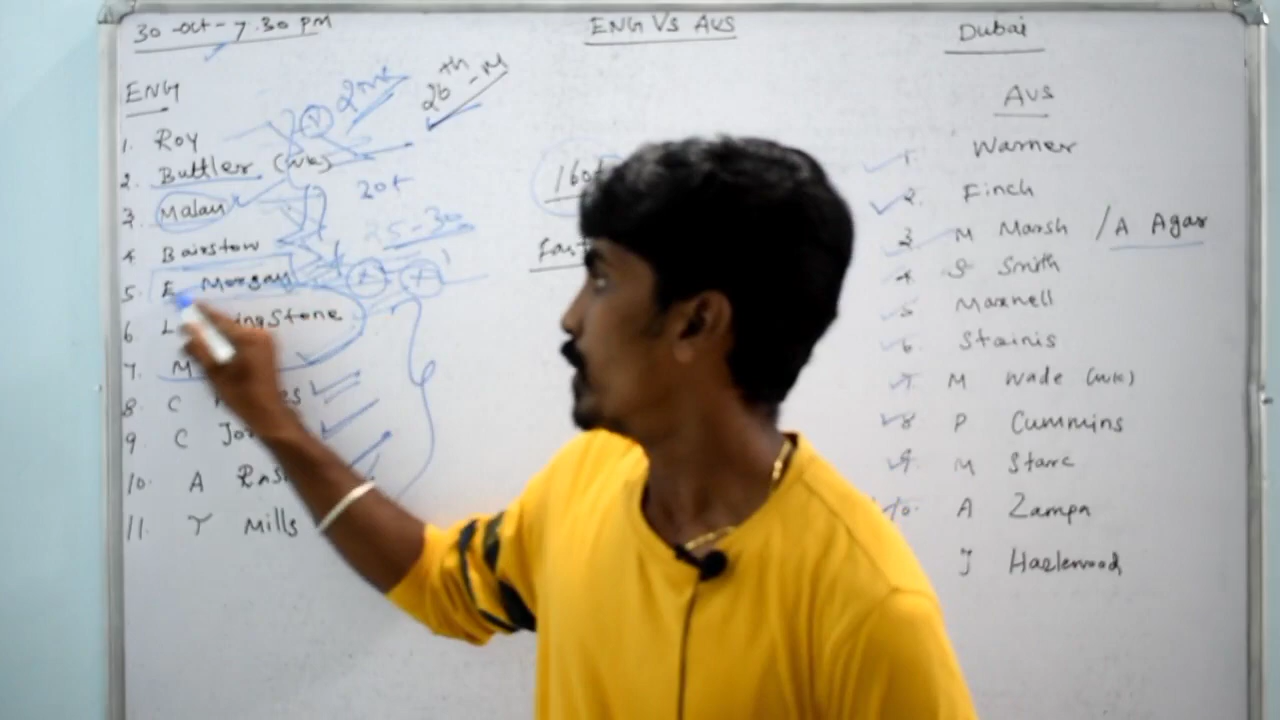 30 -oct - 7.30 PM
ENG Vs AUS
Dubai
ENG
1. Roy
2. Buttler (wk)
3. Malan
4 Bairstow
5. E Morgan
6 L
7. M
8. C
9. C Jor
10. A Ras
11. T Mills
2nd
26th - M
20+
25-30
160
Fast
AUS
1. Warner
2. Finch
3. M Marsh / A Agar
4 S Smith
5 Maxwell
6. Stainis
7 M Wade (wk)
8 P Cummins
9. M Starc
10. A Zampa
J Hazlewood